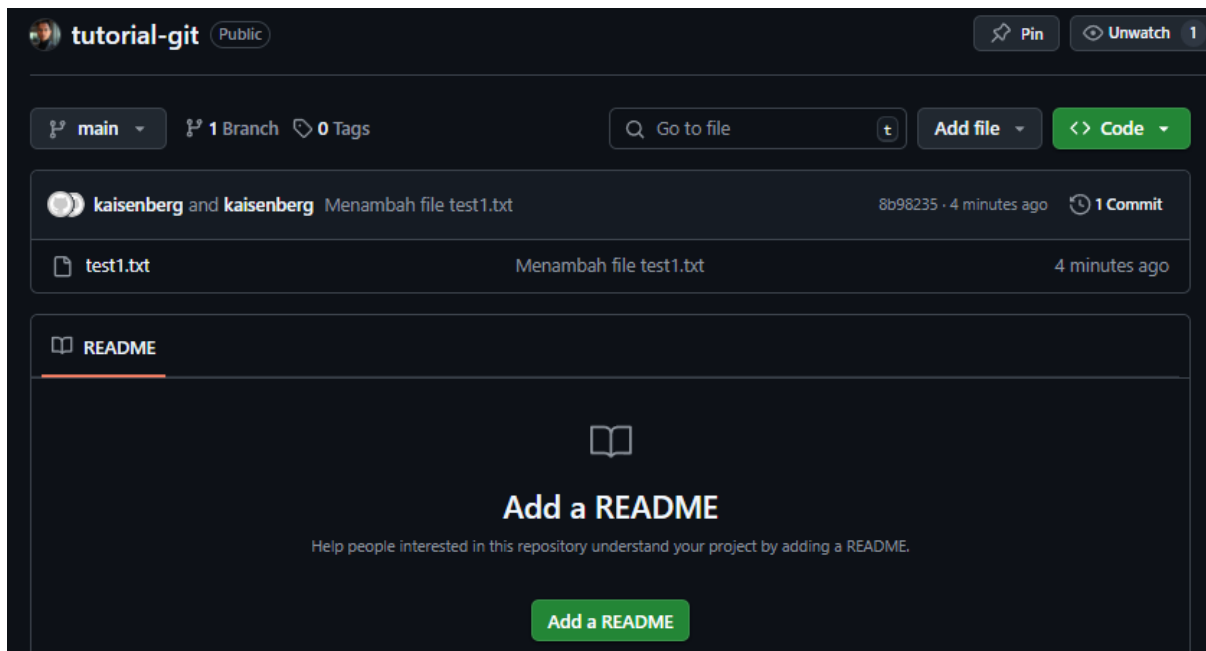 tutorial-git Public Pin Unwatch 1
main 1 Branch 0 Tags Go to file t Add file <> Code
kaisenberg and kaisenberg Menambah file test1.txt 8b98235 · 4 minutes ago 1 Commit
test1.txt Menambah file test1.txt 4 minutes ago
README
Add a README
Help people interested in this repository understand your project by adding a README.
Add a README